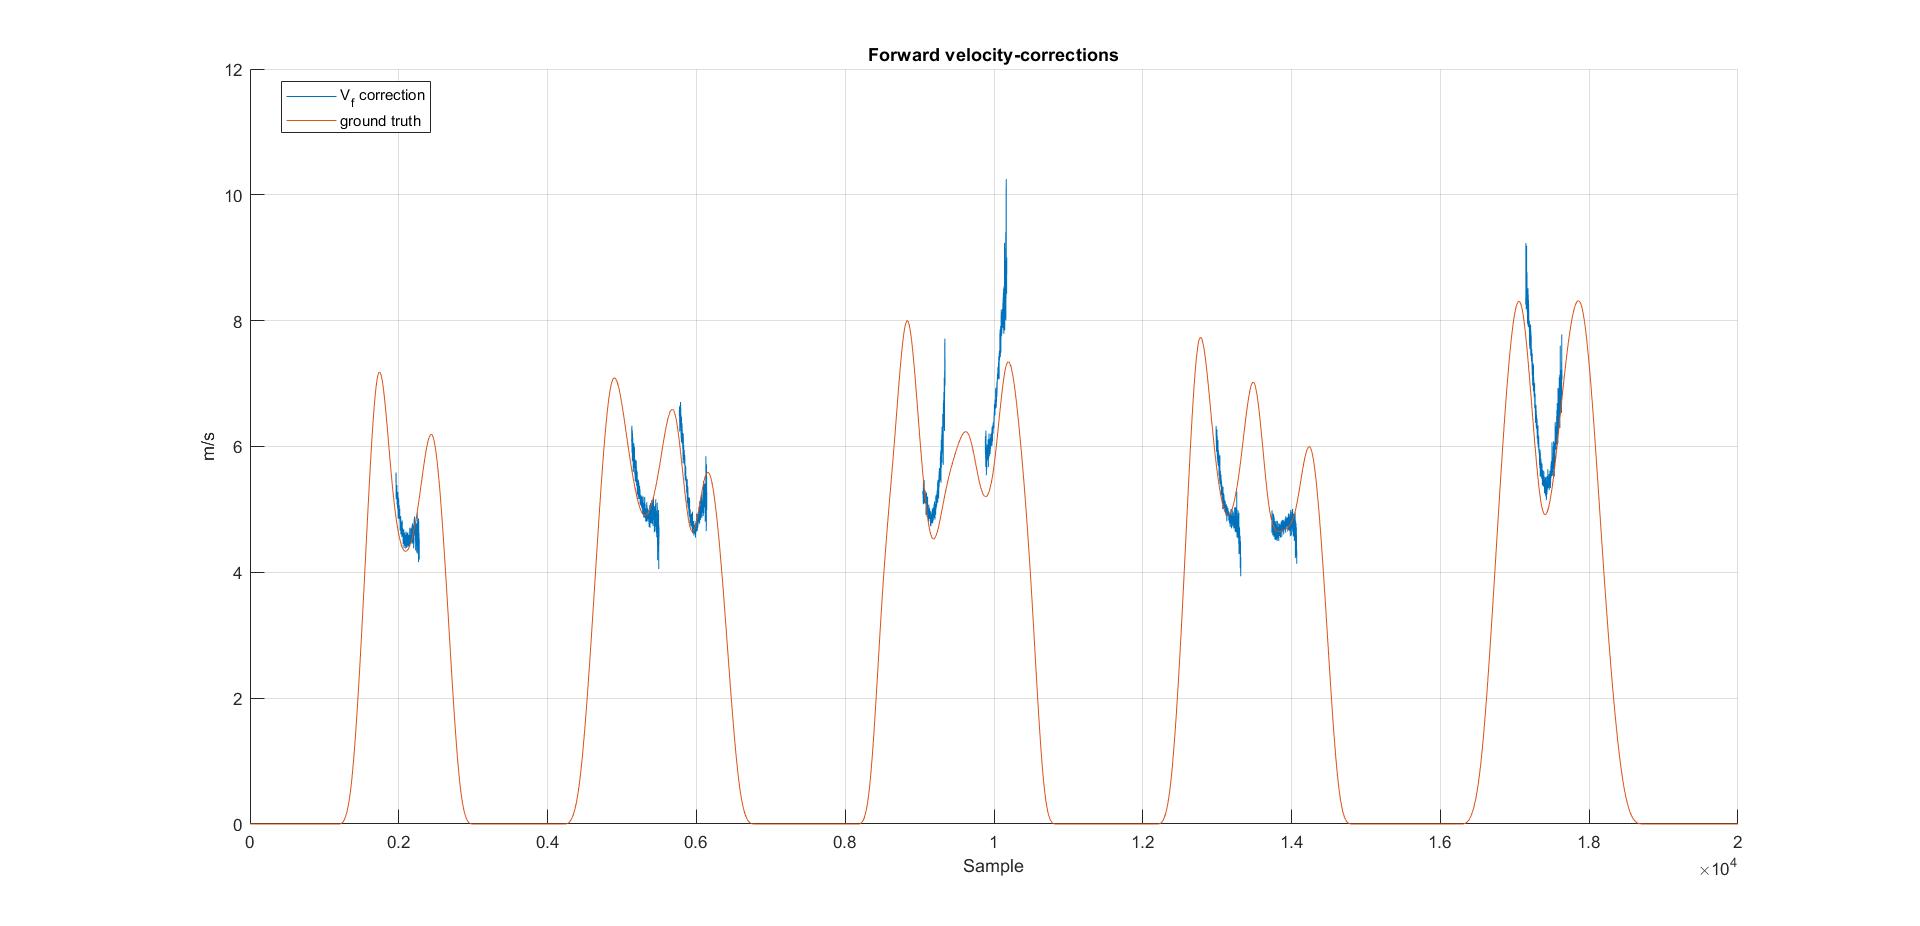 Forward velocity-corrections
12
V_f correction
ground truth
10
8
6
m/s
4
2
0
0 0.2 0.4 0.6 0.8 1 1.2 1.4 1.6 1.8 2
Sample
×10^4